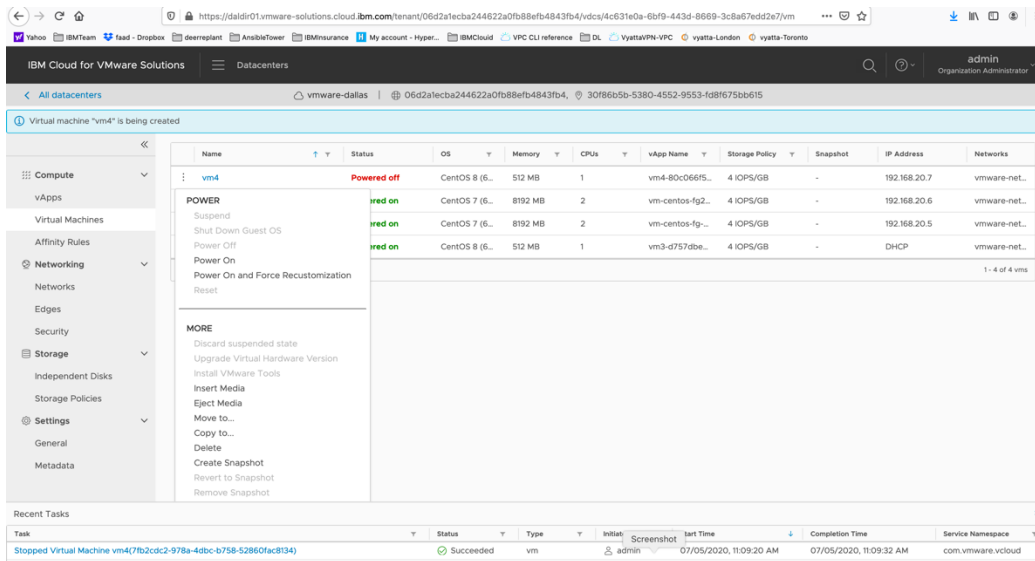 https://daldir01.vmware-solutions.cloud.ibm.com/tenant/06d2a1ecba244622a0fb88efb4843fb4/vdcs/4c631e0a-6bf9-443d-8669-3c8a67edd2e7/vm
Yahoo IBMTeam faad - Dropbox deerreplant AnsibleTower IBMInsurance My account - Hyper... IBMClouid VPC CLI reference DL VyattaVPN-VPC vyatta-London vyatta-Toronto
IBM Cloud for VMware Solutions Datacenters admin
Organization Administrator
All datacenters vmware-dallas | 06d2a1ecba244622a0fb88efb4843fb4, 30f86b5b-5380-4552-9553-fd8f675bb615
Virtual machine "vm4" is being created
Name Status OS Memory CPUs vApp Name Storage Policy Snapshot IP Address Networks
vm4 Powered off CentOS 8 (6... 512 MB 1 vm4-80c066f5... 4 IOPS/GB - 192.168.20.7 vmware-net...
ered on CentOS 7 (6... 8192 MB 2 vm-centos-fg2... 4 IOPS/GB - 192.168.20.6 vmware-net...
ered on CentOS 7 (6... 8192 MB 2 vm-centos-fg-... 4 IOPS/GB - 192.168.20.5 vmware-net...
ered on CentOS 8 (6... 512 MB 1 vm3-d757dbe... 4 IOPS/GB - DHCP vmware-net...
1 - 4 of 4 vms
Compute
vApps
Virtual Machines
Affinity Rules
Networking
Networks
Edges
Security
Storage
Independent Disks
Storage Policies
Settings
General
Metadata
POWER
Suspend
Shut Down Guest OS
Power Off
Power On
Power On and Force Recustomization
Reset
MORE
Discard suspended state
Upgrade Virtual Hardware Version
Install VMware Tools
Insert Media
Eject Media
Move to...
Copy to...
Delete
Create Snapshot
Revert to Snapshot
Remove Snapshot
Recent Tasks
Task Status Type Initiat Screenshot tart Time Completion Time Service Namespace
Stopped Virtual Machine vm4(7fb2cdc2-978a-4dbc-b758-52860fac8134) Succeeded vm admin 07/05/2020, 11:09:20 AM 07/05/2020, 11:09:32 AM com.vmware.vcloud